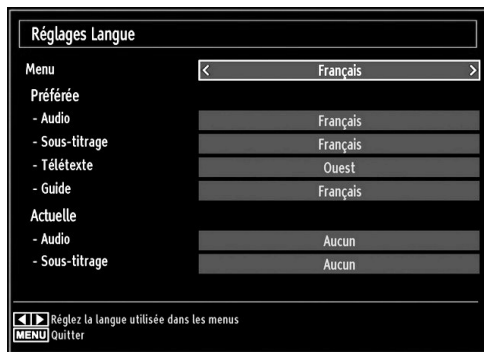 Réglages Langue
Menu < Français >
Préférée
- Audio Français
- Sous-titrage Français
- Télétexte Ouest
- Guide Français
Actuelle
- Audio Aucun
- Sous-titrage Aucun
Réglez la langue utilisée dans les menus
MENU Quitter